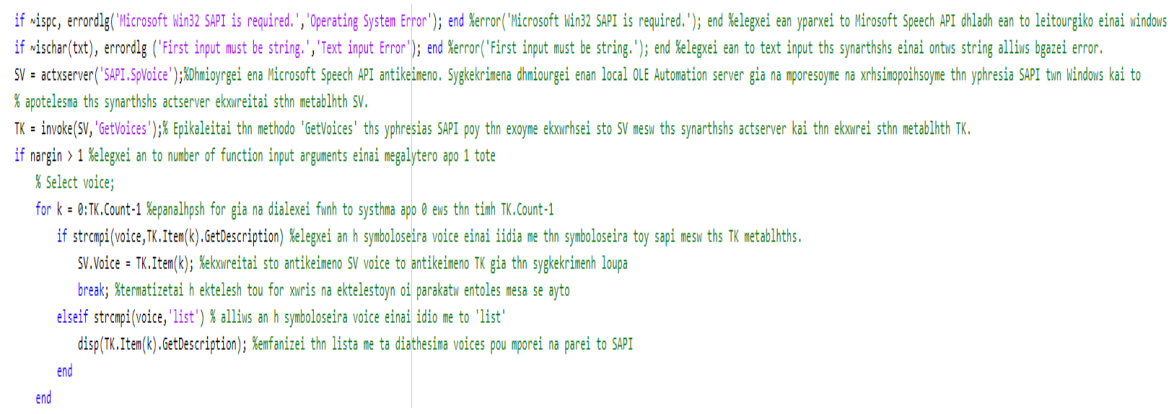 if ~ispc, errordlg('Microsoft Win32 SAPI is required.','Operating System Error'); end %error('Microsoft Win32 SAPI is required.'); end %elegxei ean yparxei to Mirosoft Speech API dhladh ean to leitourgiko einai windows
if ~ischar(txt), errordlg ('First input must be string.','Text input Error'); end %error('First input must be string.'); end %elegxei ean to text input ths synarthshs einai ontws string alliws bgazei error.
SV = actxserver('SAPI.SpVoice');%Dhmioyrgei ena Microsoft Speech API antikeimeno. Sygkekrimena dhmiourgei enan local OLE Automation server gia na mporesoyme na xrhsimopoihsoyme thn yphresia SAPI twn Windows kai to
% apotelesma ths synarthshs actserver ekxwreitai sthn metablhth SV.
TK = invoke(SV,'GetVoices');% Epikaleitai thn methodo 'GetVoices' ths yphresias SAPI poy thn exoyme ekxwrhsei sto SV mesw ths synarthshs actserver kai thn ekxwrei sthn metablhth TK.
if nargin > 1 %elegxei an to number of function input arguments einai megalytero apo 1 tote
% Select voice;
for k = 0:TK.Count-1 %epanalhpsh for gia na dialexei fwnh to systhma apo 0 ews thn timh TK.Count-1
if strcmpi(voice,TK.Item(k).GetDescription) %elegxei an h symboloseira voice einai iidia me thn symboloseira toy sapi mesw ths TK metablhths.
SV.Voice = TK.Item(k); %ekxwreitai sto antikeimeno SV voice to antikeimeno TK gia thn sygkekrimenh loupa
break; %termatizetai h ektelesh tou for xwris na ektelestoyn oi parakatw entoles mesa se ayto
elseif strcmpi(voice,'list') % alliws an h symboloseira voice einai idio me to 'list'
disp(TK.Item(k).GetDescription); %emfanizei thn lista me ta diathesima voices pou mporei na parei to SAPI
end
end